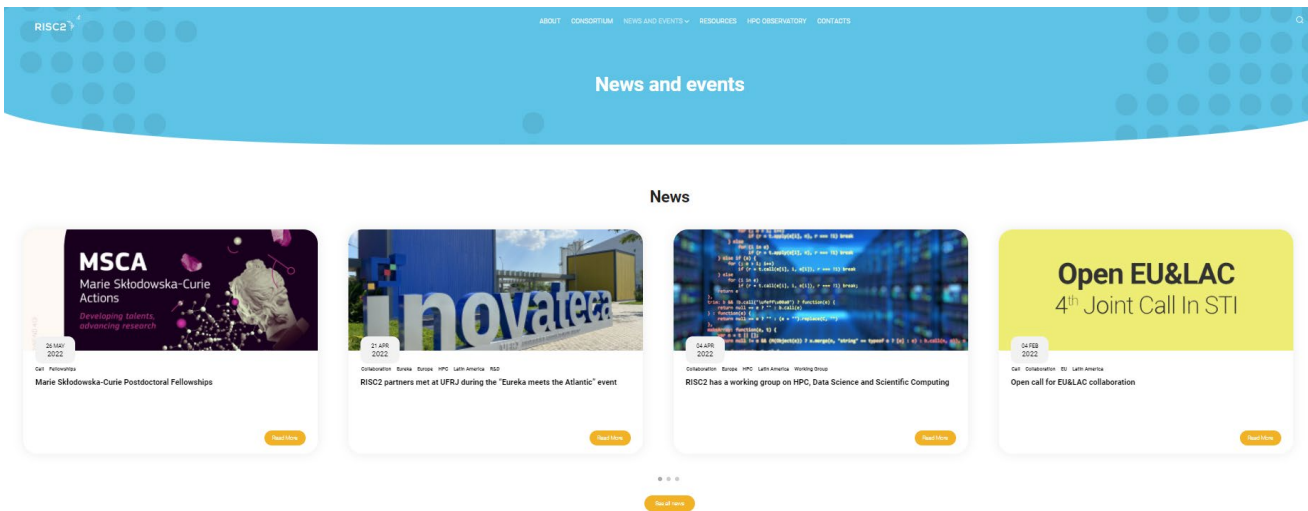 RISC2
ABOUT CONSORTIUM NEWS AND EVENTS RESOURCES HPC OBSERVATORY CONTACTS
News and events
News
MSCA
Marie Skłodowska-Curie
Actions
Developing talents,
advancing research
26 MAY
2022
Call Fellowships
Marie Skłodowska-Curie Postdoctoral Fellowships
Read More
inovateca
21 APR
2022
Collaboration Eureka Europe HPC Latin America R&D
RISC2 partners met at UFRJ during the "Eureka meets the Atlantic" event
Read More
04 APR
2022
Collaboration Europe HPC Latin America Working Group
RISC2 has a working group on HPC, Data Science and Scientific Computing
Read More
Open EU&LAC
4th Joint Call In STI
04 FEB
2022
Call Collaboration EU Latin America
Open call for EU&LAC collaboration
Read More